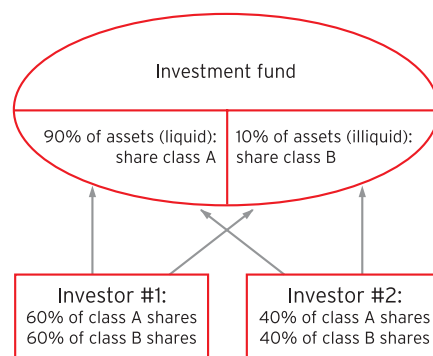 Investment fund
90% of assets (liquid):
share class A
10% of assets (illiquid):
share class B
Investor #1:
60% of class A shares
60% of class B shares
Investor #2:
40% of class A shares
40% of class B shares